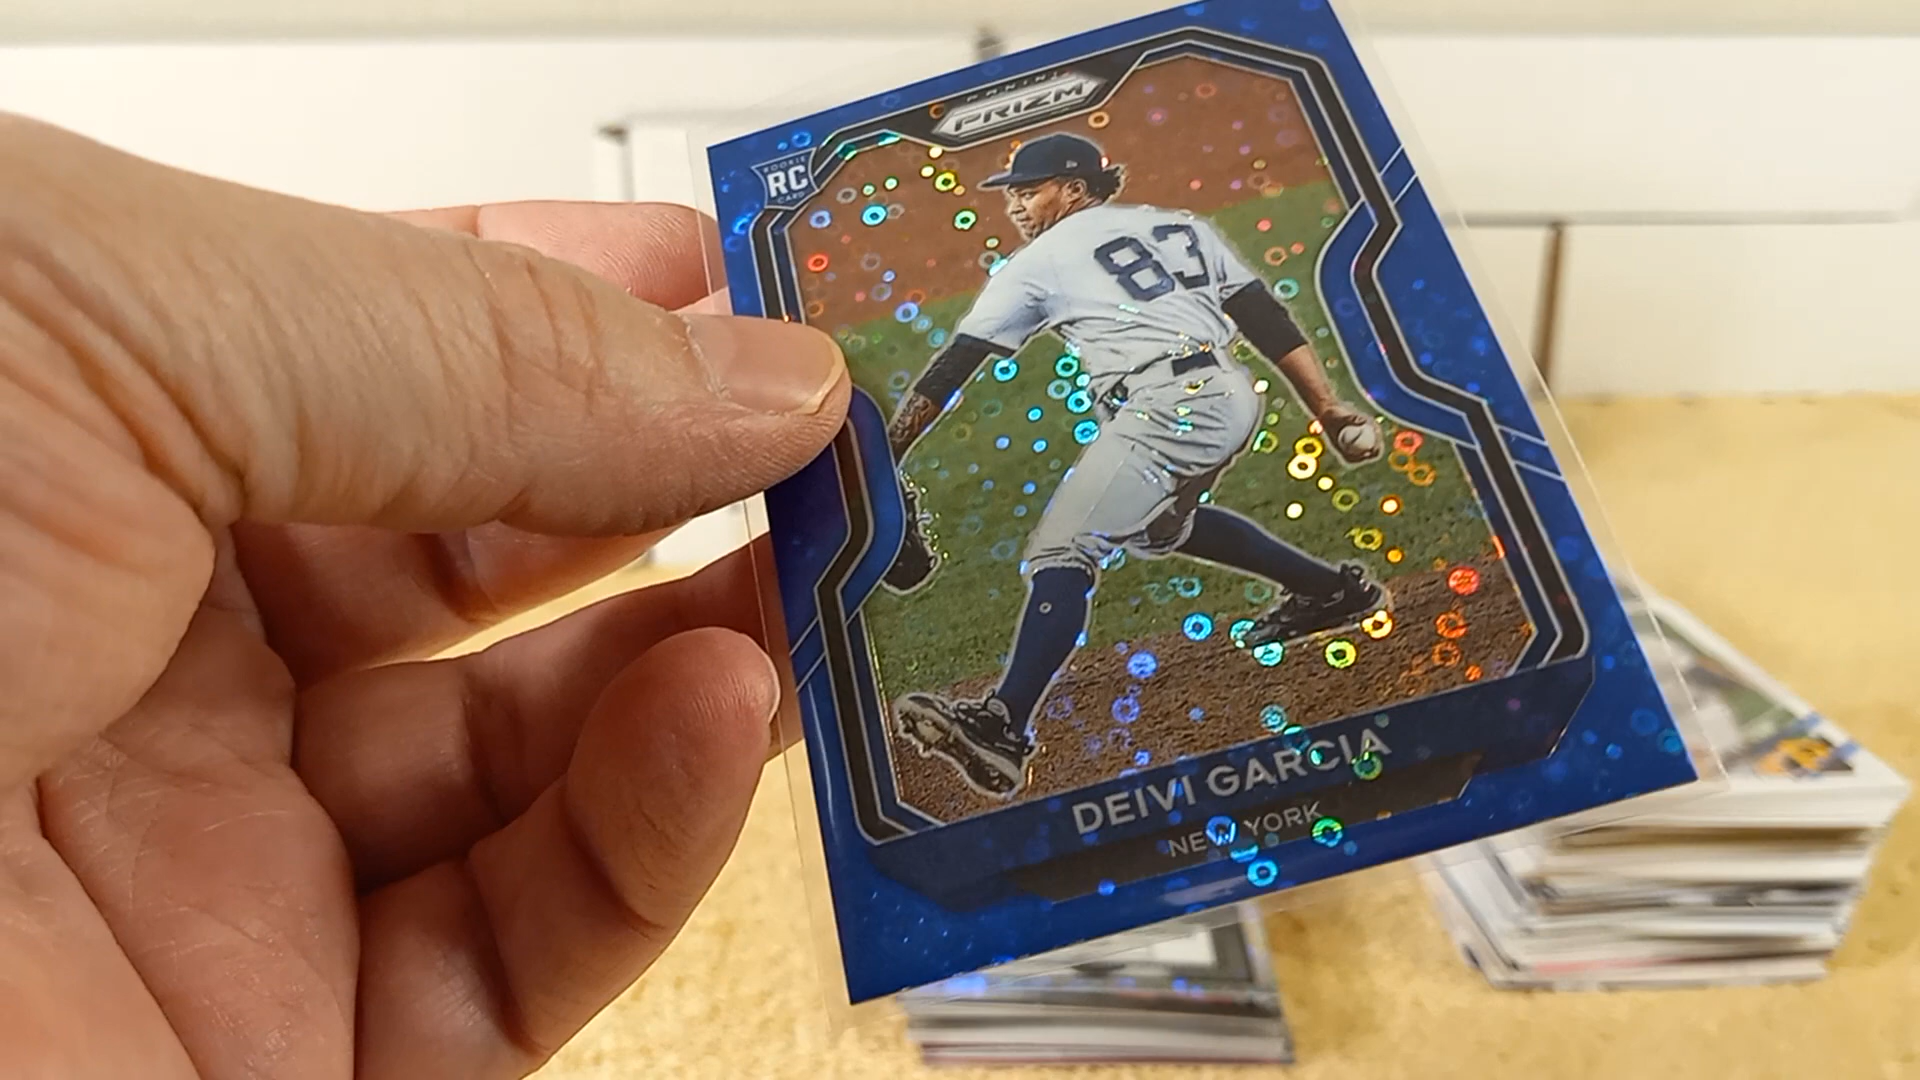 PANINI
PRIZM
ROOKIE
RC
CARD
83
DEIVI GARCIA
NEW YORK